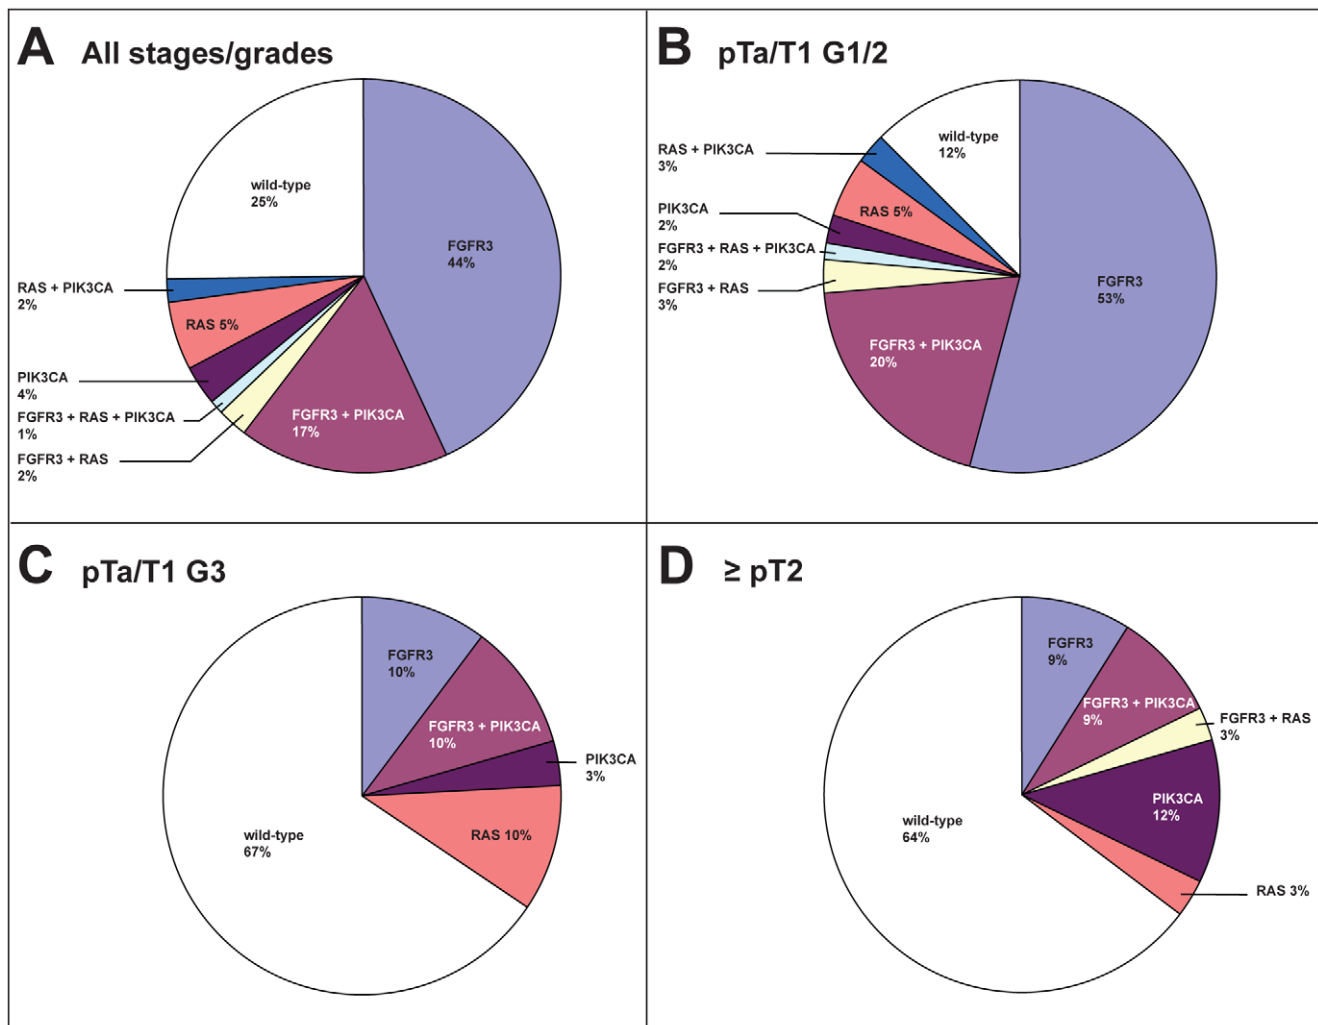 A All stages/grades
wild-type
25%
FGFR3
44%
RAS + PIK3CA
2%
RAS 5%
PIK3CA
4%
FGFR3 + RAS + PIK3CA
1%
FGFR3 + RAS
2%
FGFR3 + PIK3CA
17%
B pTa/T1 G1/2
wild-type
12%
RAS + PIK3CA
3%
RAS 5%
PIK3CA
2%
FGFR3 + RAS + PIK3CA
2%
FGFR3 + RAS
3%
FGFR3
53%
FGFR3 + PIK3CA
20%
C pTa/T1 G3
FGFR3
10%
FGFR3 + PIK3CA
10%
PIK3CA
3%
RAS 10%
wild-type
67%
D ≥ pT2
FGFR3
9%
FGFR3 + PIK3CA
9%
FGFR3 + RAS
3%
PIK3CA
12%
wild-type
64%
RAS 3%